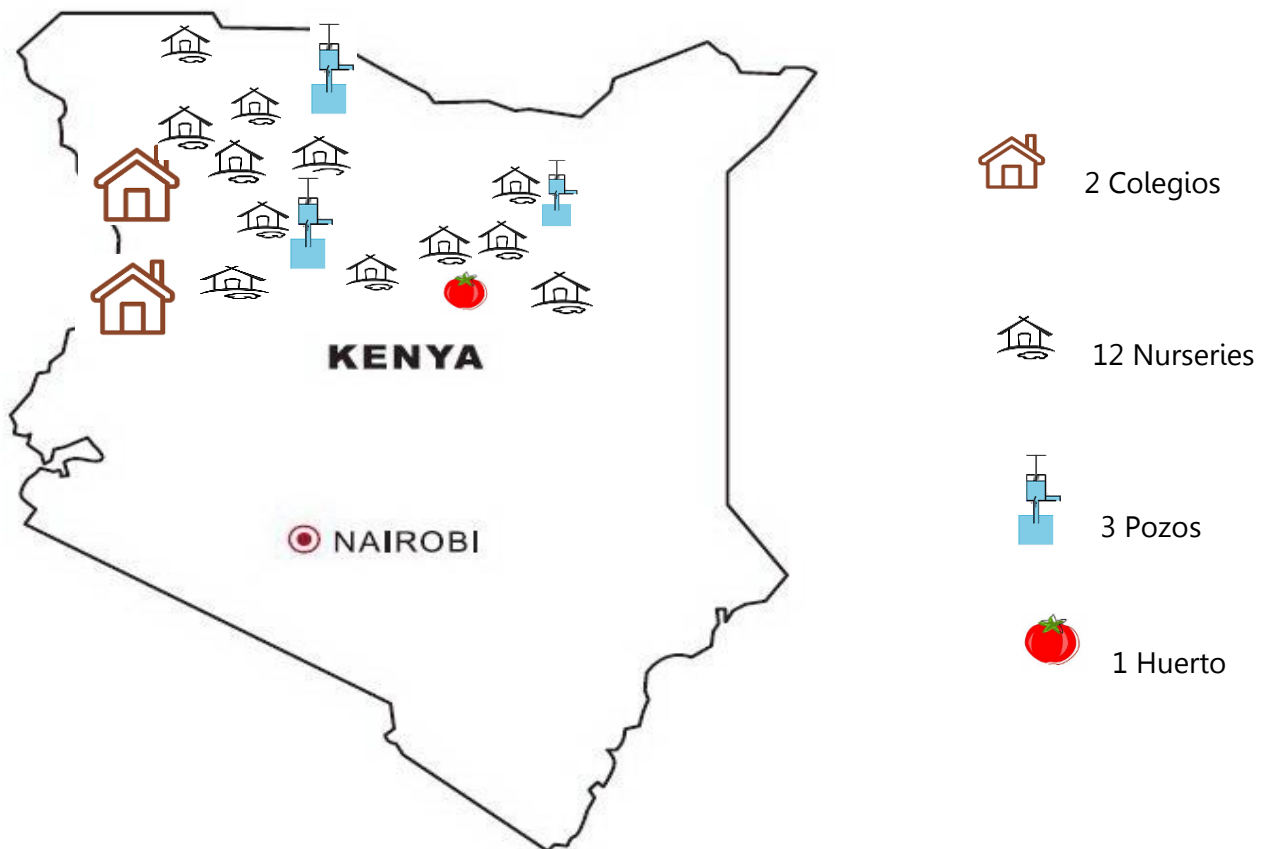 2 Colegios
KENYA
12 Nurseries
NAIROBI
3 Pozos
1 Huerto